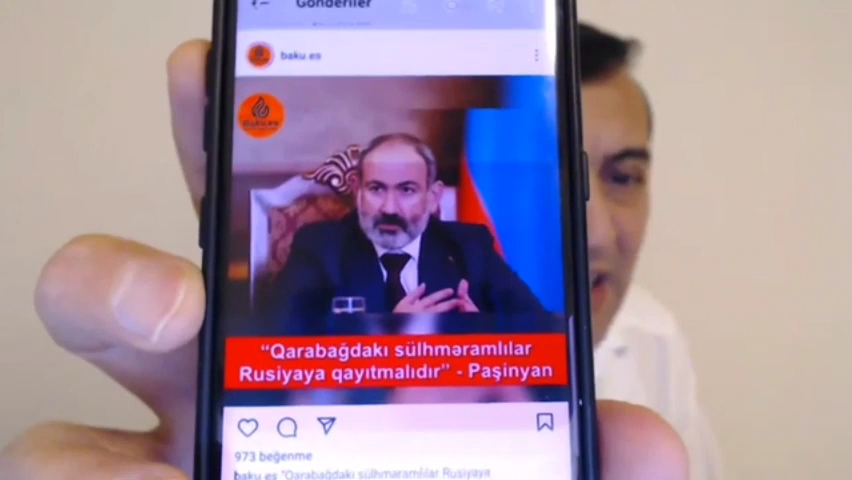 Gönderiler
baku.es
"Qarabağdakı sülhməramlılar
Rusiyaya qayıtmalıdır" - Paşinyan
973 beğenme
baku.es "Qarabağdakı sülhməramlılar Rusiyaya